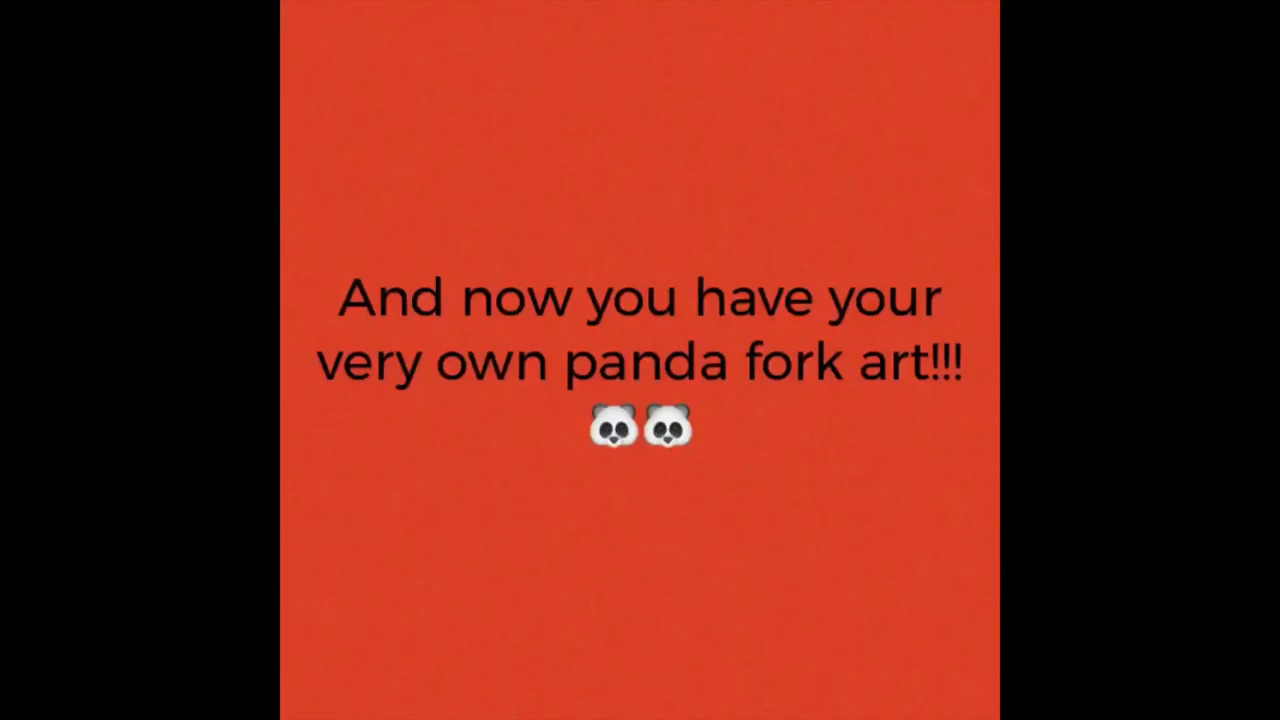 And now you have your
very own panda fork art!!!
🐼🐼